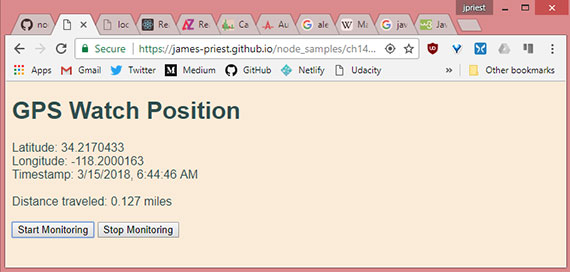 jpriest
no
loc
Re
Re
Ca
Au
ale
Ma
jav
Jav
Secure https://james-priest.github.io/node_samples/ch14...
Apps Gmail Twitter Medium GitHub Netlify Udacity » Other bookmarks
GPS Watch Position
Latitude: 34.2170433
Longitude: -118.2000163
Timestamp: 3/15/2018, 6:44:46 AM
Distance traveled: 0.127 miles
Start Monitoring Stop Monitoring